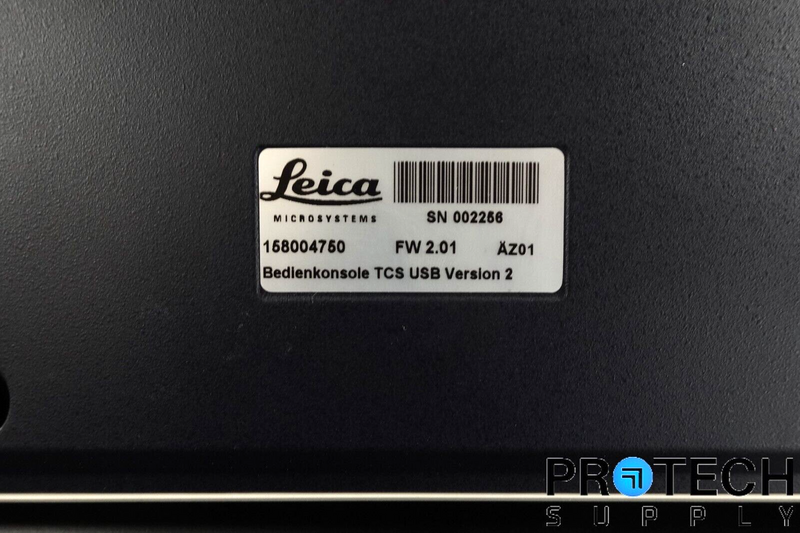 Leica
MICROSYSTEMS
SN 002256
158004750 FW 2.01 ÄZ01
Bedienkonsole TCS USB Version 2
PROTECH
SUPPLY